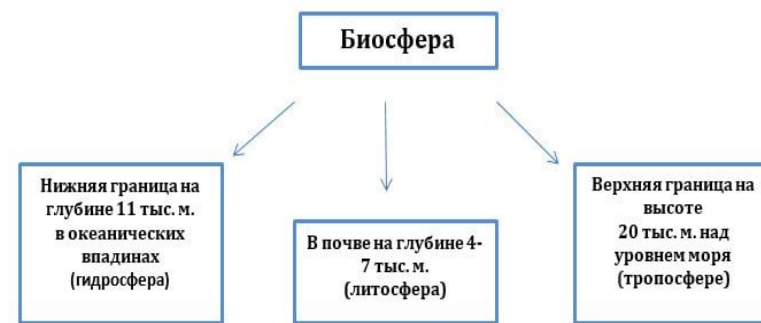 Биосфера
Нижняя граница на
глубине 11 тыс. м.
в океанических
впадинах
(гидросфера)
В почве на глубине 4-
7 тыс. м.
(литосфера)
Верхняя граница на
высоте
20 тыс. м. над
уровнем моря
(тропосфере)